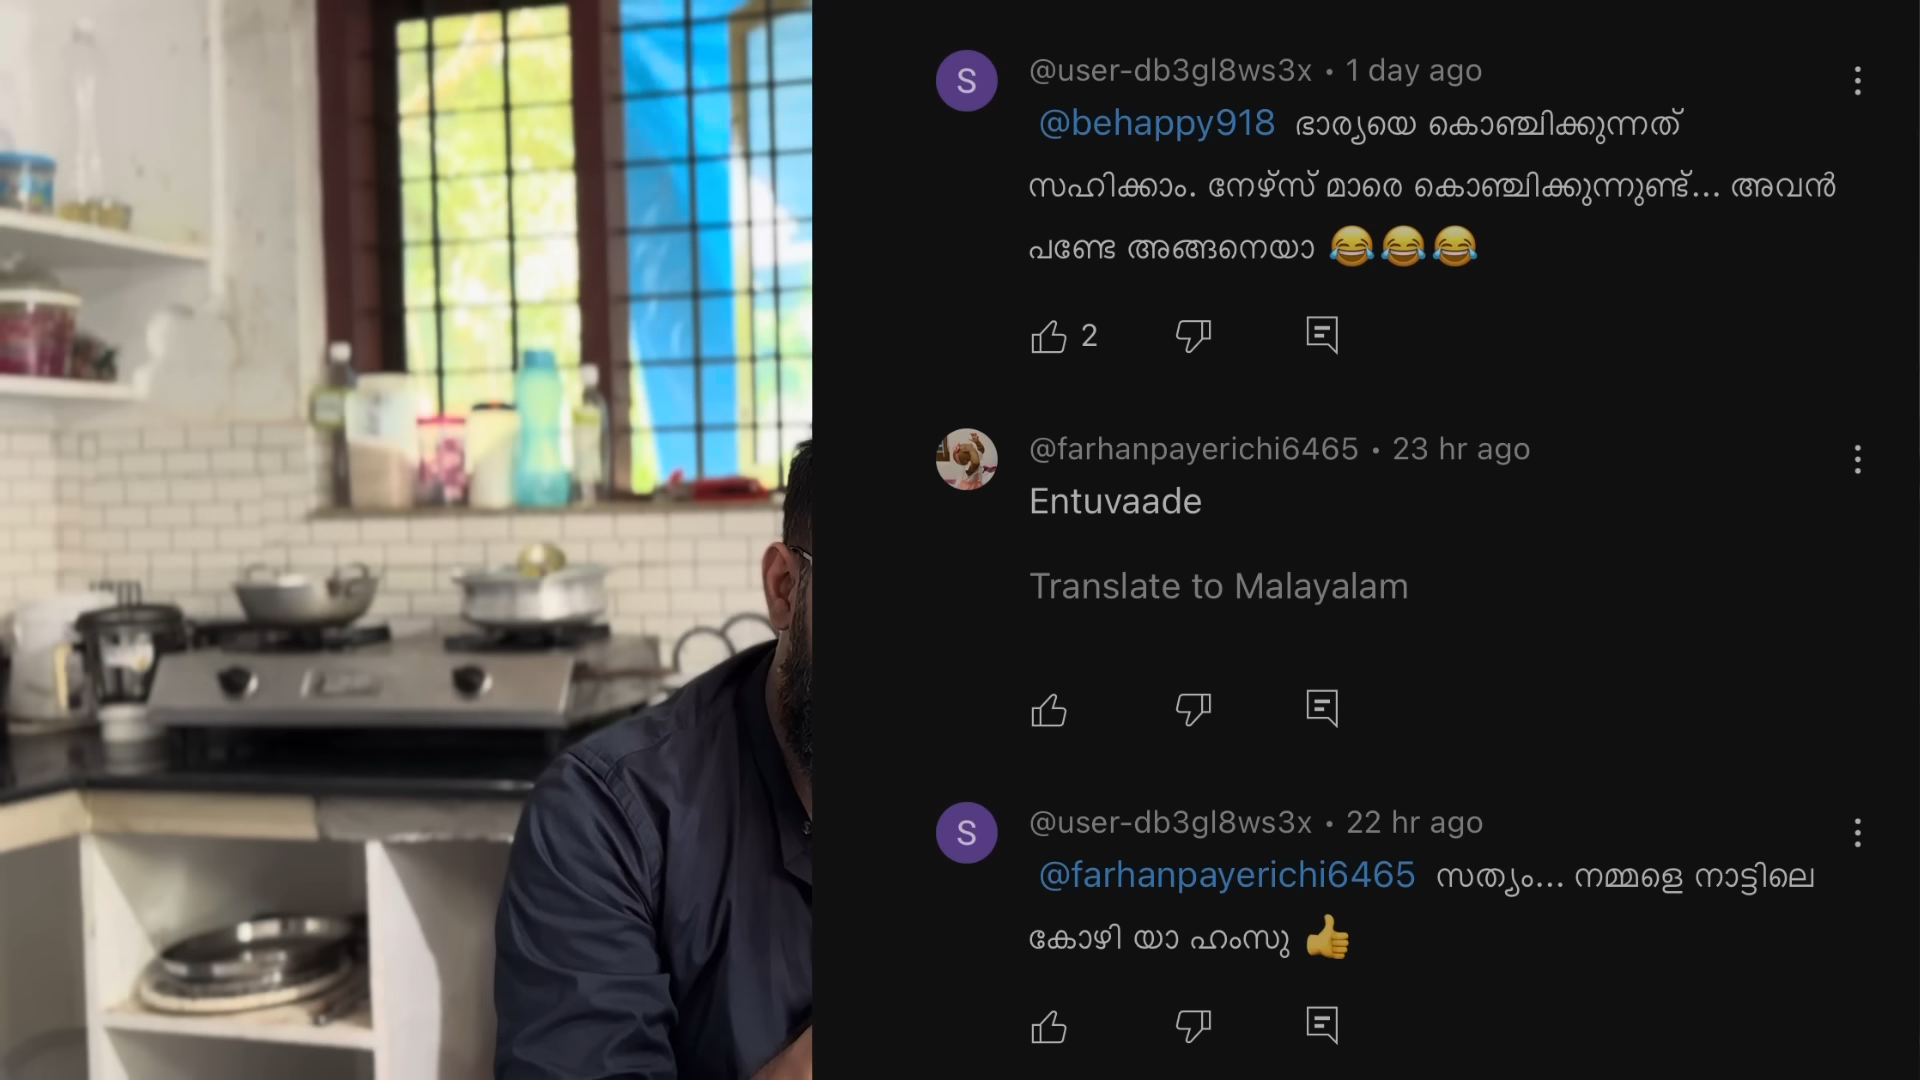 S
@user-db3gl8ws3x • 1 day ago
@behappy918 ഭാര്യയെ കൊഞ്ചിക്കുന്നത്
സഹിക്കാം. നേഴ്സ് മാരെ കൊഞ്ചിക്കുന്നുണ്ട്... അവൻ
പണ്ടേ അങ്ങനെയാ 😂😂😂
2
@farhanpayerichi6465 • 23 hr ago
Entuvaade
Translate to Malayalam
S
@user-db3gl8ws3x • 22 hr ago
@farhanpayerichi6465 സത്യം... നമ്മളെ നാട്ടിലെ
കോഴി യാ ഹംസു 👍